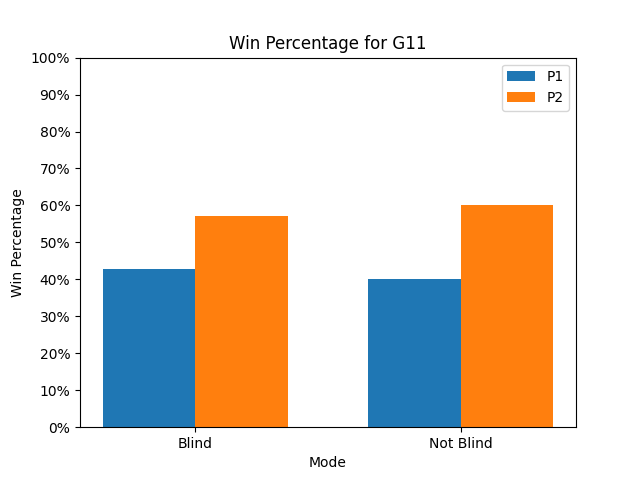 Win Percentage for G11
100%
90%
80%
70%
60%
50%
40%
30%
20%
10%
0%
Win Percentage
P1
P2
Blind
Not Blind
Mode